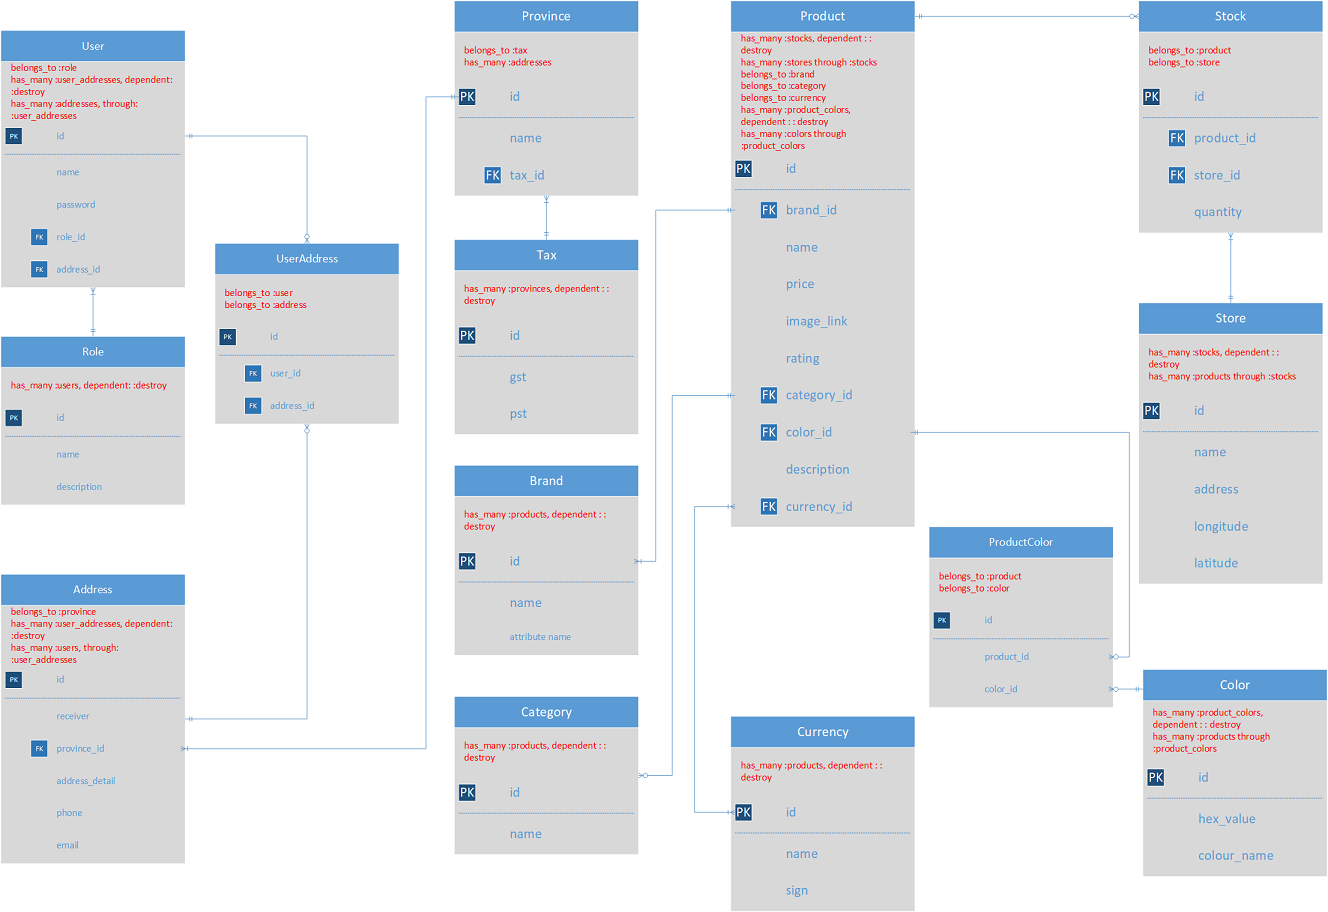 User
belongs_to :role
has_many :user_addresses, dependent:
:destroy
has_many :addresses, through:
:user_addresses
PK id
name
password
FK role_id
FK address_id
Role
has_many :users, dependent: :destroy
PK id
name
description
Address
belongs_to :province
has_many :user_addresses, dependent:
:destroy
has_many :users, through:
:user_addresses
PK id
receiver
FK province_id
address_detail
phone
email
UserAddress
belongs_to :user
belongs_to :address
PK id
FK user_id
FK address_id
Province
belongs_to :tax
has_many :addresses
PK id
name
FK tax_id
Tax
has_many :provinces, dependent : :
destroy
PK id
gst
pst
Brand
has_many :products, dependent : :
destroy
PK id
name
attribute name
Category
has_many :products, dependent : :
destroy
PK id
name
Product
has_many :stocks, dependent : :
destroy
has_many :stores through :stocks
belongs_to :brand
belongs_to :category
belongs_to :currency
has_many :product_colors,
dependent : : destroy
has_many :colors through
:product_colors
PK id
FK brand_id
name
price
image_link
rating
FK category_id
FK color_id
description
FK currency_id
Currency
has_many :products, dependent : :
destroy
PK id
name
sign
ProductColor
belongs_to :product
belongs_to :color
PK id
product_id
color_id
Stock
belongs_to :product
belongs_to :store
PK id
FK product_id
FK store_id
quantity
Store
has_many :stocks, dependent : :
destroy
has_many :products through :stocks
PK id
name
address
longitude
latitude
Color
has_many :product_colors,
dependent : : destroy
has_many :products through
:product_colors
PK id
hex_value
colour_name